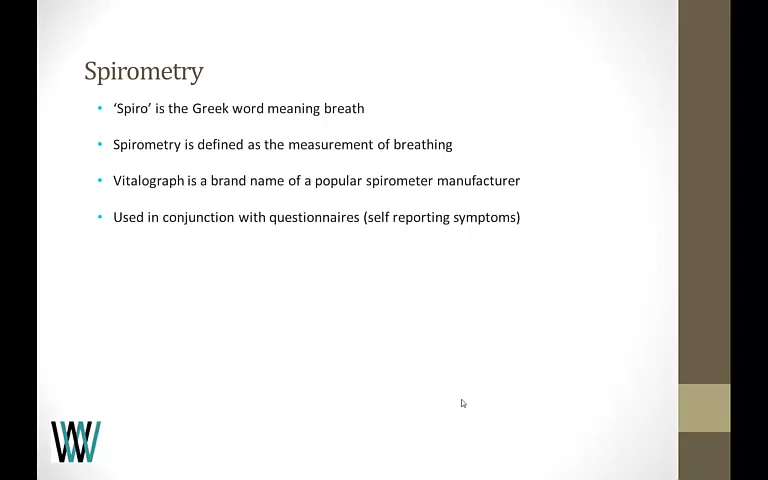 Spirometry
• ‘Spiro’ is the Greek word meaning breath
• Spirometry is defined as the measurement of breathing
• Vitalograph is a brand name of a popular spirometer manufacturer
• Used in conjunction with questionnaires (self reporting symptoms)
WW